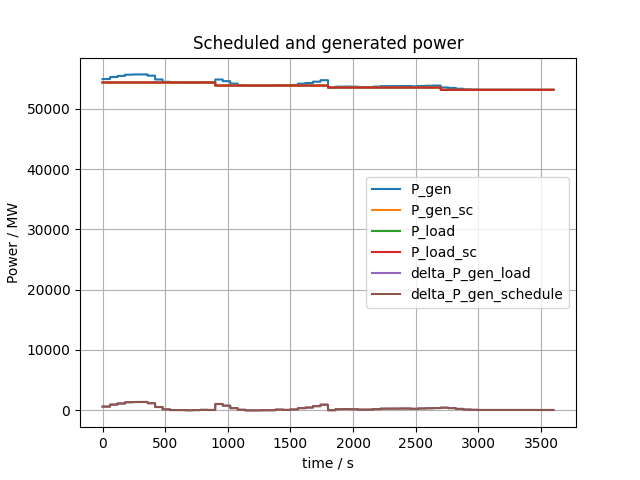 Scheduled and generated power
Power / MW
50000
40000
30000
20000
10000
0
P_gen
P_gen_sc
P_load
P_load_sc
delta_P_gen_load
delta_P_gen_schedule
0 500 1000 1500 2000 2500 3000 3500
time / s